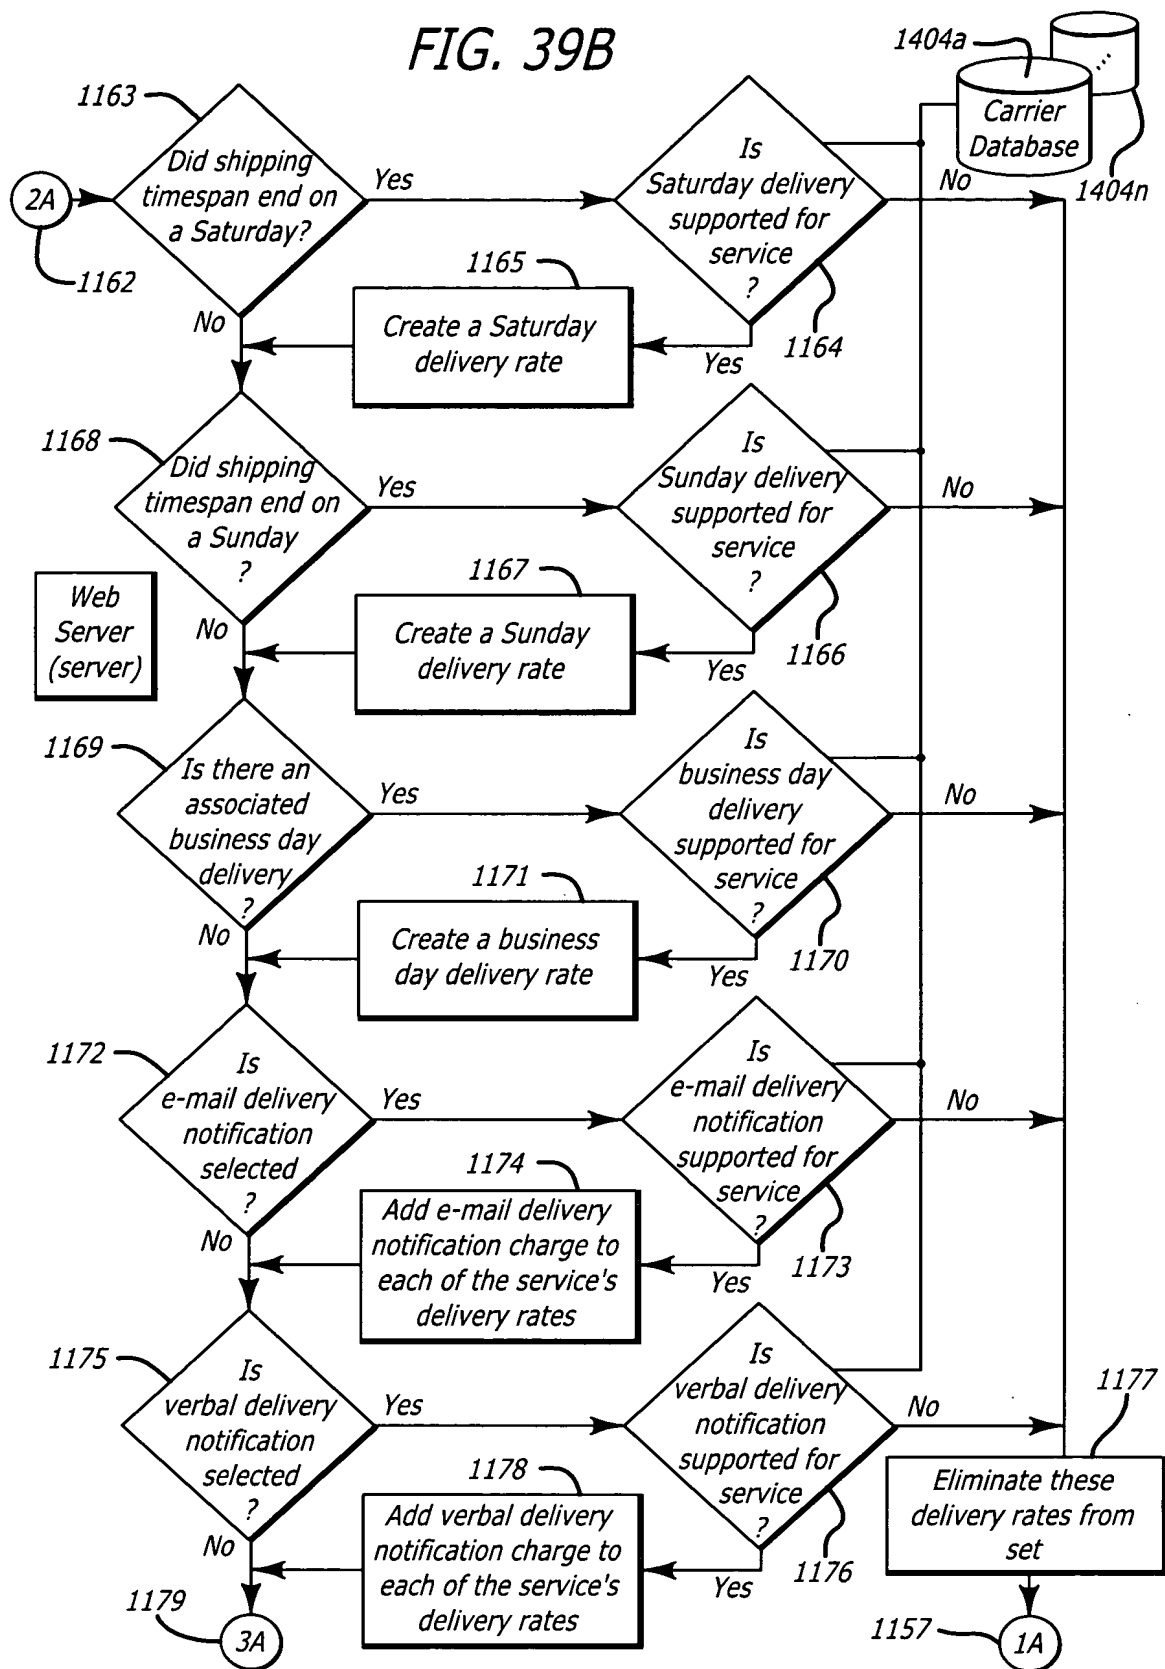 FIG. 39B
1404a
Carrier
Database
1404n
1163
Did shipping
timespan end on
a Saturday?
2A
1162
Yes
Is
Saturday delivery
supported for
service
?
No
1164
1165
Create a Saturday
delivery rate
Yes
No
1168
Did shipping
timespan end on
a Sunday
?
Yes
Is
Sunday delivery
supported for
service
?
No
1166
1167
Create a Sunday
delivery rate
Yes
No
Web
Server
(server)
1169
Is there an
associated
business day
delivery
?
Yes
Is
business day
delivery
supported for
service
?
No
1170
1171
Create a business
day delivery rate
Yes
No
1172
Is
e-mail delivery
notification
selected
?
Yes
Is
e-mail delivery
notification
supported for
service
?
No
1173
1174
Add e-mail delivery
notification charge to
each of the service's
delivery rates
Yes
No
1175
Is
verbal delivery
notification
selected
?
Yes
Is
verbal delivery
notification
supported for
service
?
No
1176
1177
Eliminate these
delivery rates from
set
1178
Add verbal delivery
notification charge to
each of the service's
delivery rates
Yes
No
1179
3A
1157
1A